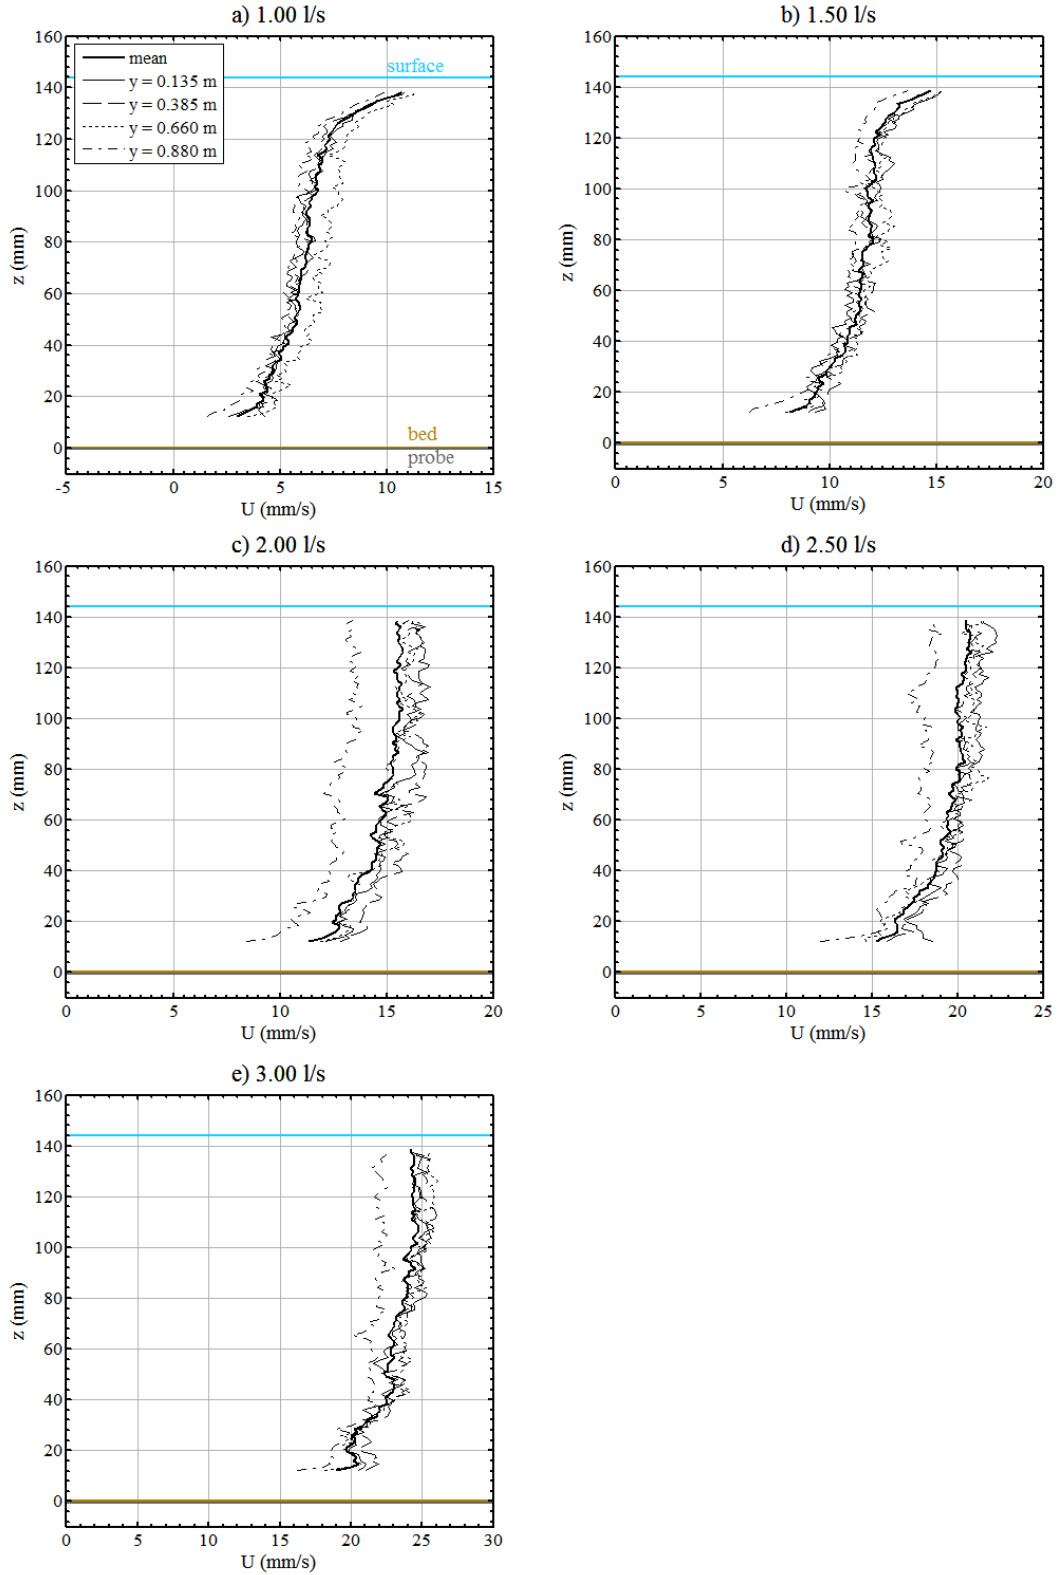 a) 1.00 l/s
160
140
120
100
80
60
40
20
0
z (mm)
mean
y = 0.135 m
y = 0.385 m
y = 0.660 m
y = 0.880 m
surface
bed
probe
-5 0 5 10 15
U (mm/s)
b) 1.50 l/s
160
140
120
100
80
60
40
20
0
z (mm)
0 5 10 15 20
U (mm/s)
c) 2.00 l/s
160
140
120
100
80
60
40
20
0
z (mm)
0 5 10 15 20
U (mm/s)
d) 2.50 l/s
160
140
120
100
80
60
40
20
0
z (mm)
0 5 10 15 20 25
U (mm/s)
e) 3.00 l/s
160
140
120
100
80
60
40
20
0
z (mm)
0 5 10 15 20 25 30
U (mm/s)